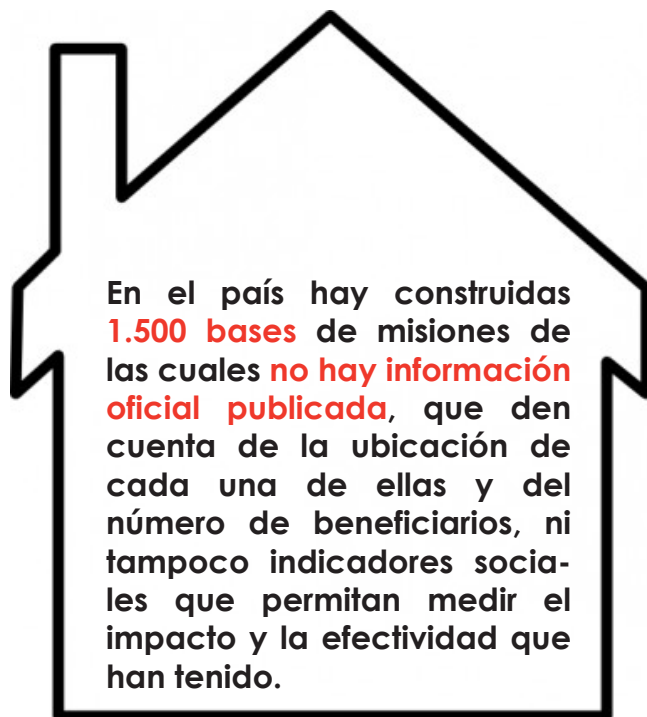 En el país hay construidas
1.500 bases de misiones de
las cuales no hay información
oficial publicada, que den
cuenta de la ubicación de
cada una de ellas y del
número de beneficiarios, ni
tampoco indicadores socia-
les que permitan medir el
impacto y la efectividad que
han tenido.